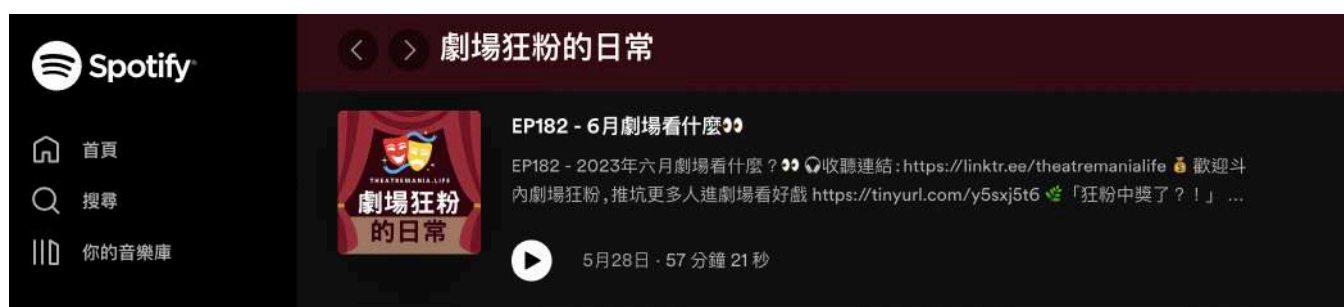 Spotify
首頁
搜尋
你的音樂庫
劇場狂粉的日常
THEATREMANIA.LIFE
劇場狂粉
的日常
EP182 - 6月劇場看什麼👀
EP182 - 2023年六月劇場看什麼？👀 🎧收聽連結：https://linktr.ee/theatremanialife 💰 歡迎斗
內劇場狂粉，推坑更多人進劇場看好戲 https://tinyurl.com/y5sxj5t6 🌿「狂粉中獎了？！」 ...
5月28日 · 57 分鐘 21 秒